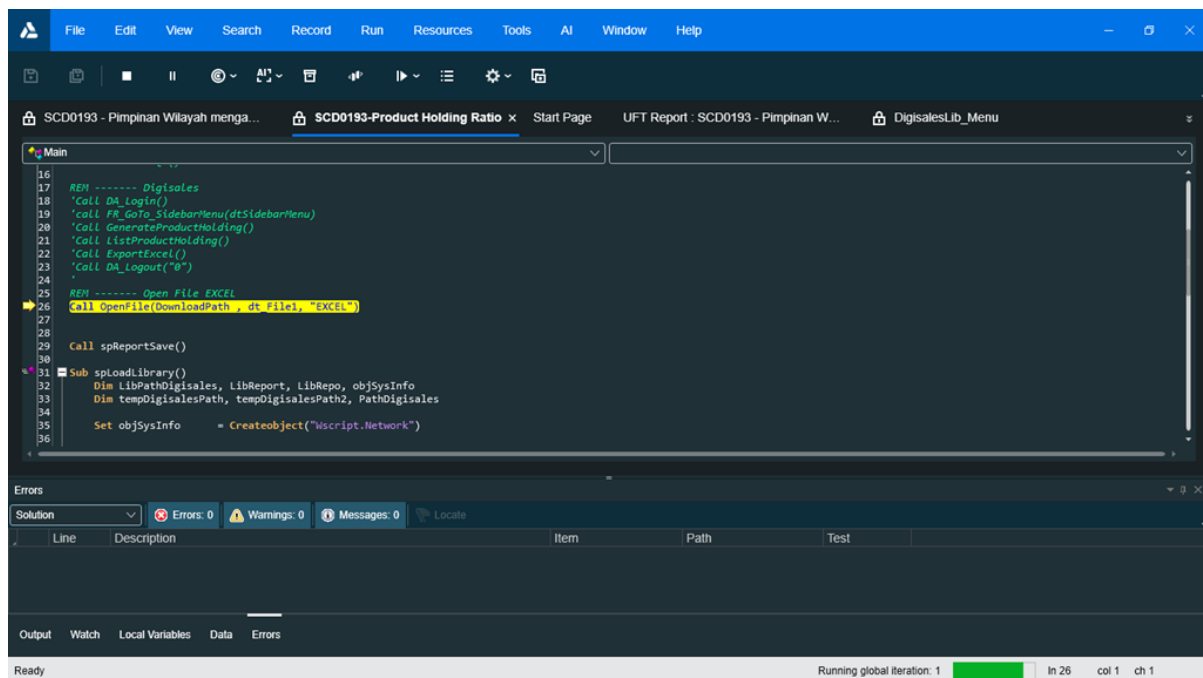 File Edit View Search Record Run Resources Tools AI Window Help
SCD0193 - Pimpinan Wilayah menga... SCD0193-Product Holding Ratio × Start Page UFT Report : SCD0193 - Pimpinan W... DigisalesLib_Menu
Main
16
17 REM ------- Digisales
18 'Call DA_Login()
19 'call FR_GoTo_SidebarMenu(dtSidebarMenu)
20 'Call GenerateProductHolding()
21 'Call ListProductHolding()
22 'Call ExportExcel()
23 'Call DA_Logout("0")
24 '
25 REM ------- Open File EXCEL
26 Call OpenFile(DownloadPath , dt_File1, "EXCEL")
27
28
29 Call spReportSave()
30
31 Sub spLoadLibrary()
32 Dim LibPathDigisales, LibReport, LibRepo, objSysInfo
33 Dim tempDigisalesPath, tempDigisalesPath2, PathDigisales
34
35 Set objSysInfo = Createobject("Wscript.Network")
36
Errors
Solution Errors: 0 Warnings: 0 Messages: 0 Locate
Line Description Item Path Test
Output Watch Local Variables Data Errors
Ready Running global iteration: 1 ln 26 col 1 ch 1